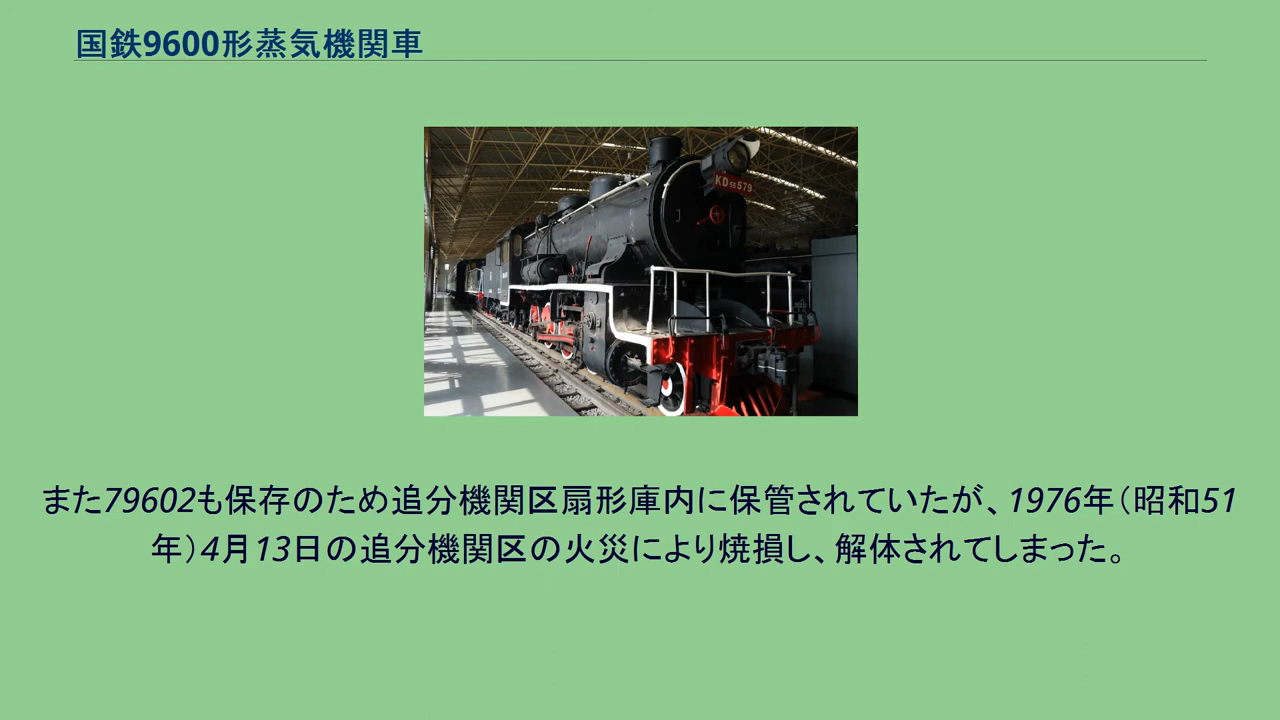 国鉄9600形蒸気機関車
KD55 579
また79602も保存のため追分機関区扇形庫内に保管されていたが、1976年（昭和51
年）4月13日の追分機関区の火災により焼損し、解体されてしまった。